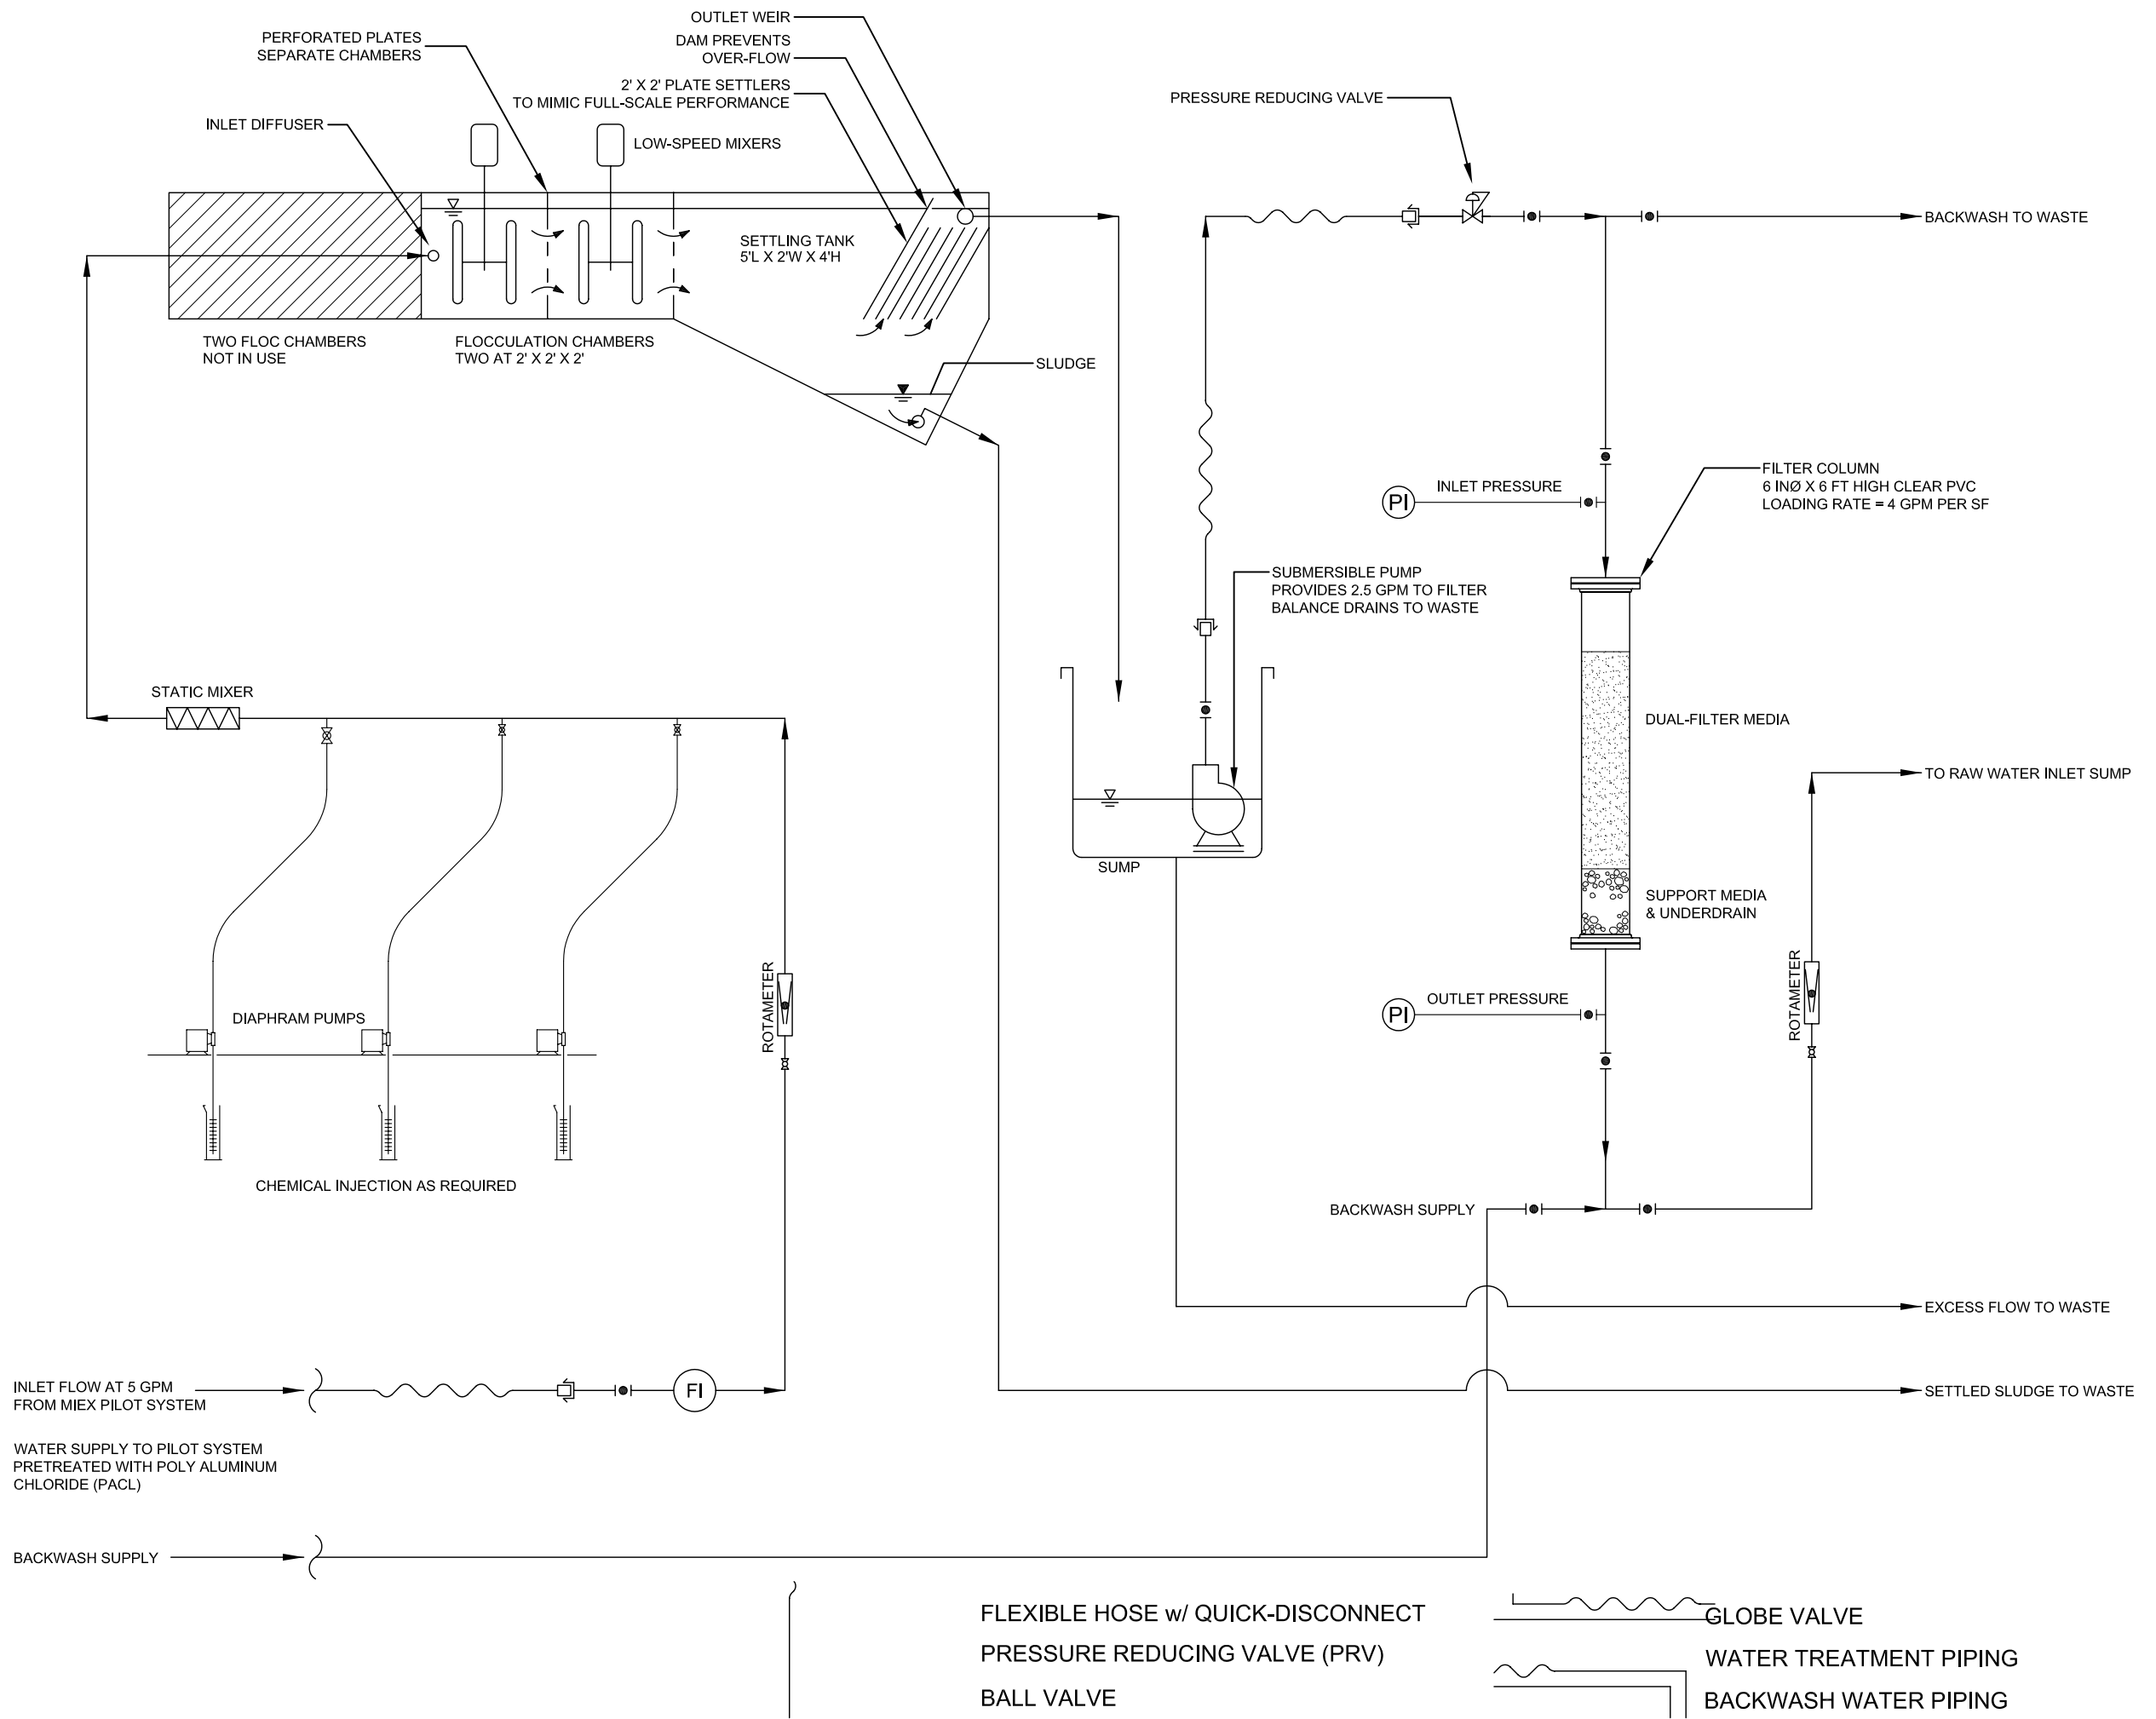 OUTLET WEIR
PERFORATED PLATES
SEPARATE CHAMBERS
DAM PREVENTS
OVER-FLOW
2' X 2' PLATE SETTLERS
TO MIMIC FULL-SCALE PERFORMANCE
PRESSURE REDUCING VALVE
INLET DIFFUSER
LOW-SPEED MIXERS
BACKWASH TO WASTE
SETTLING TANK
5'L X 2'W X 4'H
TWO FLOC CHAMBERS
NOT IN USE
FLOCCULATION CHAMBERS
TWO AT 2' X 2' X 2'
SLUDGE
FILTER COLUMN
6 INØ X 6 FT HIGH CLEAR PVC
LOADING RATE = 4 GPM PER SF
PI
INLET PRESSURE
SUBMERSIBLE PUMP
PROVIDES 2.5 GPM TO FILTER
BALANCE DRAINS TO WASTE
STATIC MIXER
DUAL-FILTER MEDIA
TO RAW WATER INLET SUMP
SUMP
SUPPORT MEDIA
& UNDERDRAIN
DIAPHRAM PUMPS
ROTAMETER
PI
OUTLET PRESSURE
ROTAMETER
CHEMICAL INJECTION AS REQUIRED
BACKWASH SUPPLY
EXCESS FLOW TO WASTE
INLET FLOW AT 5 GPM
FROM MIEX PILOT SYSTEM
FI
SETTLED SLUDGE TO WASTE
WATER SUPPLY TO PILOT SYSTEM
PRETREATED WITH POLY ALUMINUM
CHLORIDE (PACL)
BACKWASH SUPPLY
FLEXIBLE HOSE w/ QUICK-DISCONNECT
PRESSURE REDUCING VALVE (PRV)
BALL VALVE
GLOBE VALVE
WATER TREATMENT PIPING
BACKWASH WATER PIPING